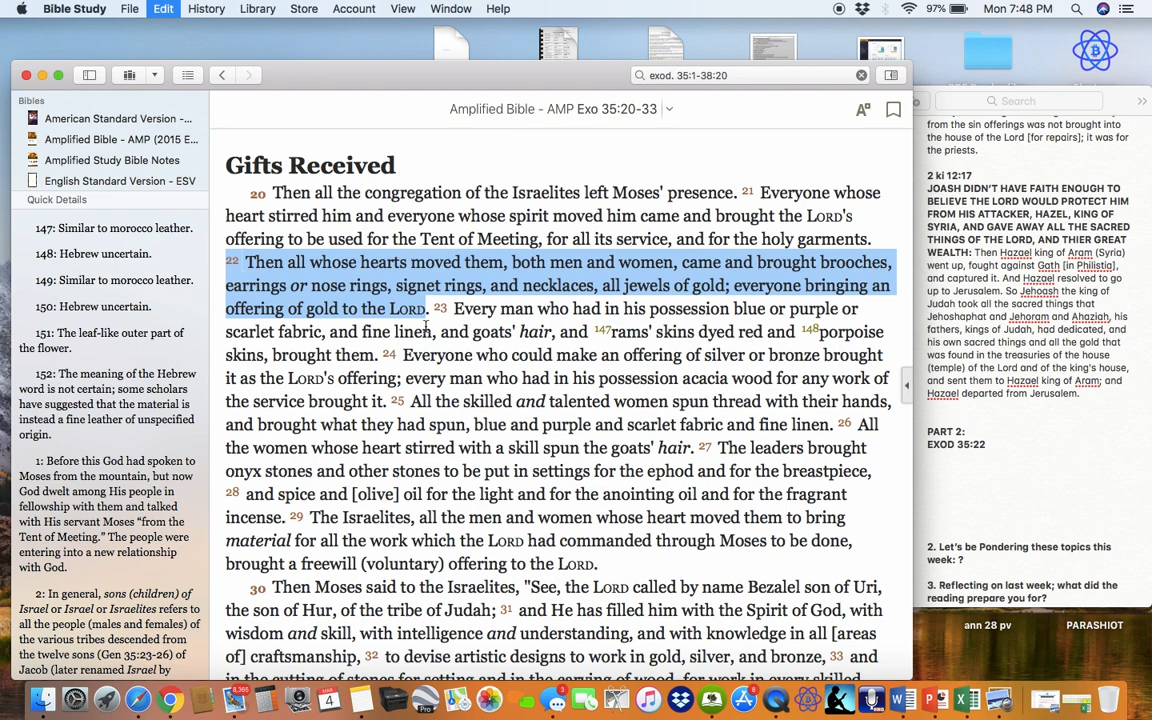 Bible Study File Edit History Library Store Account View Window Help 97% Mon 7:48 PM
exod. 35:1-38:20
Search
Bibles
American Standard Version -...
Amplified Bible - AMP (2015 E...
Amplified Study Bible Notes
English Standard Version - ESV
Quick Details
147: Similar to morocco leather.
148: Hebrew uncertain.
149: Similar to morocco leather.
150: Hebrew uncertain.
151: The leaf-like outer part of
the flower.
152: The meaning of the Hebrew
word is not certain; some scholars
have suggested that the material is
instead a fine leather of unspecified
origin.
1: Before this God had spoken to
Moses from the mountain, but now
God dwelt among His people in
fellowship with them and talked
with His servant Moses “from the
Tent of Meeting.” The people were
entering into a new relationship
with God.
2: In general, sons (children) of
Israel or Israel or Israelites refers to
all the people (males and females) of
the various tribes descended from
the twelve sons (Gen 35:23-26) of
Jacob (later renamed Israel by
Amplified Bible - AMP Exo 35:20-33
Gifts Received
20 Then all the congregation of the Israelites left Moses' presence. 21 Everyone whose
heart stirred him and everyone whose spirit moved him came and brought the LORD's
offering to be used for the Tent of Meeting, for all its service, and for the holy garments.
22 Then all whose hearts moved them, both men and women, came and brought brooches,
earrings or nose rings, signet rings, and necklaces, all jewels of gold; everyone bringing an
offering of gold to the LORD. 23 Every man who had in his possession blue or purple or
scarlet fabric, and fine linen, and goats' hair, and 147rams' skins dyed red and 148porpoise
skins, brought them. 24 Everyone who could make an offering of silver or bronze brought
it as the LORD's offering; every man who had in his possession acacia wood for any work of
the service brought it. 25 All the skilled and talented women spun thread with their hands,
and brought what they had spun, blue and purple and scarlet fabric and fine linen. 26 All
the women whose heart stirred with a skill spun the goats' hair. 27 The leaders brought
onyx stones and other stones to be put in settings for the ephod and for the breastpiece,
28 and spice and [olive] oil for the light and for the anointing oil and for the fragrant
incense. 29 The Israelites, all the men and women whose heart moved them to bring
material for all the work which the LORD had commanded through Moses to be done,
brought a freewill (voluntary) offering to the LORD.
30 Then Moses said to the Israelites, "See, the LORD called by name Bezalel son of Uri,
the son of Hur, of the tribe of Judah; 31 and He has filled him with the Spirit of God, with
wisdom and skill, with intelligence and understanding, and with knowledge in all [areas
of] craftsmanship, 32 to devise artistic designs to work in gold, silver, and bronze, 33 and
in the cutting of stones for setting and in the carving of wood, for work in every skilled
from the sin offerings was not brought into
the house of the Lord [for repairs]; it was for
the priests.
2 ki 12:17
JOASH DIDN'T HAVE FAITH ENOUGH TO
BELIEVE THE LORD WOULD PROTECT HIM
FROM HIS ATTACKER, HAZEL, KING OF
SYRIA, AND GAVE AWAY ALL THE SACRED
THINGS OF THE LORD, AND THIER GREAT
WEALTH: Then Hazael king of Aram (Syria)
went up, fought against Gath [in Philistia],
and captured it. And Hazael resolved to go
up to Jerusalem. So Jehoash the king of
Judah took all the sacred things that
Jehoshaphat and Jehoram and Ahaziah, his
fathers, kings of Judah, had dedicated, and
his own sacred things and all the gold that
was found in the treasuries of the house
(temple) of the Lord and of the king's house,
and sent them to Hazael king of Aram; and
Hazael departed from Jerusalem.
PART 2:
EXOD 35:22
2. Let's be Pondering these topics this
week: ?
3. Reflecting on last week; what did the
reading prepare you for?
ann 28 pv PARASHIOT
8,365
MAR
4
Pro
3
8